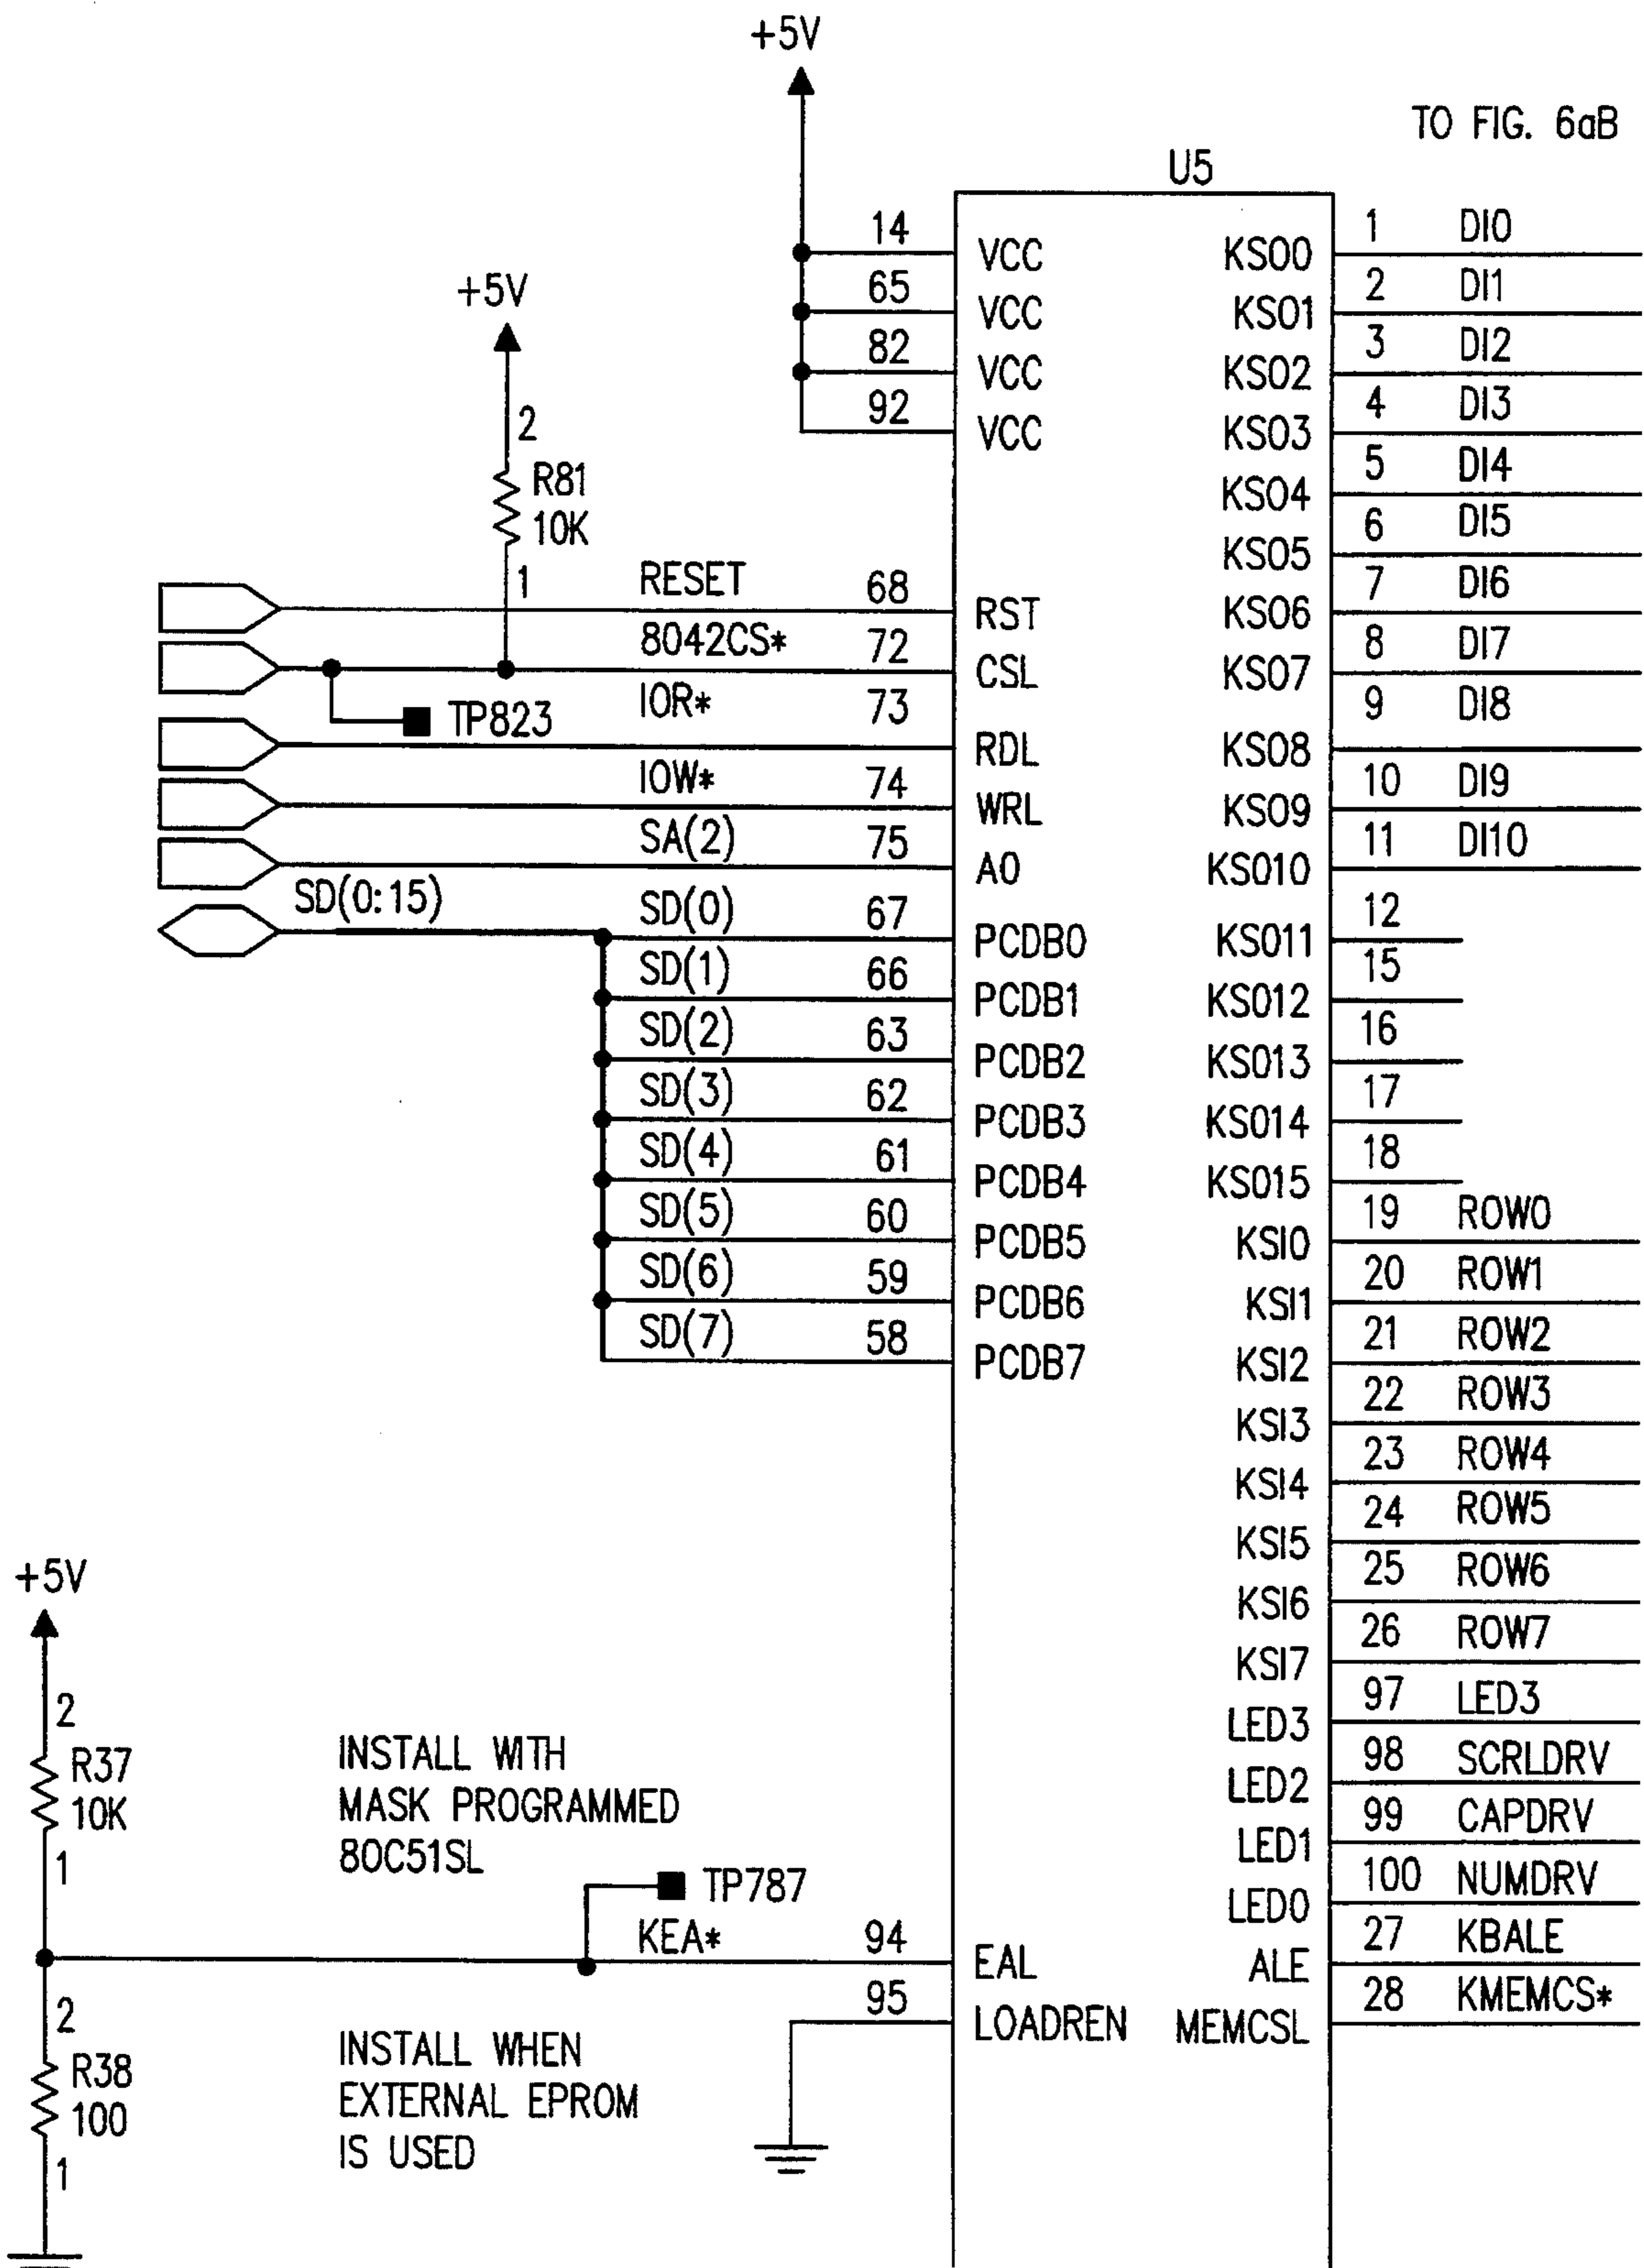 +5V
TO FIG. 6aB
U5
14 VCC KSO0 1 DI0
65 VCC KSO1 2 DI1
+5V
82 VCC KSO2 3 DI2
92 VCC KSO3 4 DI3
2
R81
10K
1
KSO4 5 DI4
KSO5 6 DI5
RESET 68 RST KSO6 7 DI6
8042CS* 72 CSL KSO7 8 DI7
TP823
IOR* 73 RDL KSO8 9 DI8
IOW* 74 WRL KSO9 10 DI9
SA(2) 75 A0 KSO10 11 DI10
SD(0:15)
SD(0) 67 PCDB0 KSO11 12
SD(1) 66 PCDB1 KSO12 15
SD(2) 63 PCDB2 KSO13 16
SD(3) 62 PCDB3 KSO14 17
SD(4) 61 PCDB4 KSO15 18
SD(5) 60 PCDB5 KSI0 19 ROW0
SD(6) 59 PCDB6 KSI1 20 ROW1
SD(7) 58 PCDB7 KSI2 21 ROW2
KSI3 22 ROW3
KSI4 23 ROW4
KSI5 24 ROW5
KSI6 25 ROW6
KSI7 26 ROW7
LED3 97 LED3
LED2 98 SCRLDRV
LED1 99 CAPDRV
LED0 100 NUMDRV
+5V
2
R37
10K
1
INSTALL WITH
MASK PROGRAMMED
80C51SL
TP787
KEA* 94 EAL ALE 27 KBALE
95 LOADREN MEMCSL 28 KMEMCS*
2
R38
100
1
INSTALL WHEN
EXTERNAL EPROM
IS USED